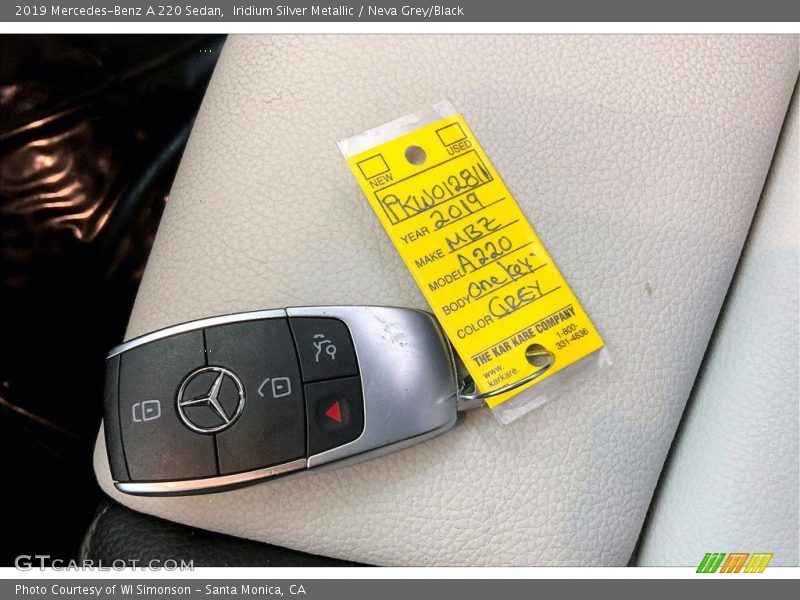 2019 Mercedes-Benz A 220 Sedan,  Iridium Silver Metallic / Neva Grey/Black
NEW USED
PKW012811
YEAR 2019
MAKE MBZ
MODEL A220
BODY One key
COLOR GREY
THE KAR KARE COMPANY
www.
karkare.
1-800-
331-4836
GTCARLOT.COM
Photo Courtesy of WI Simonson - Santa Monica, CA